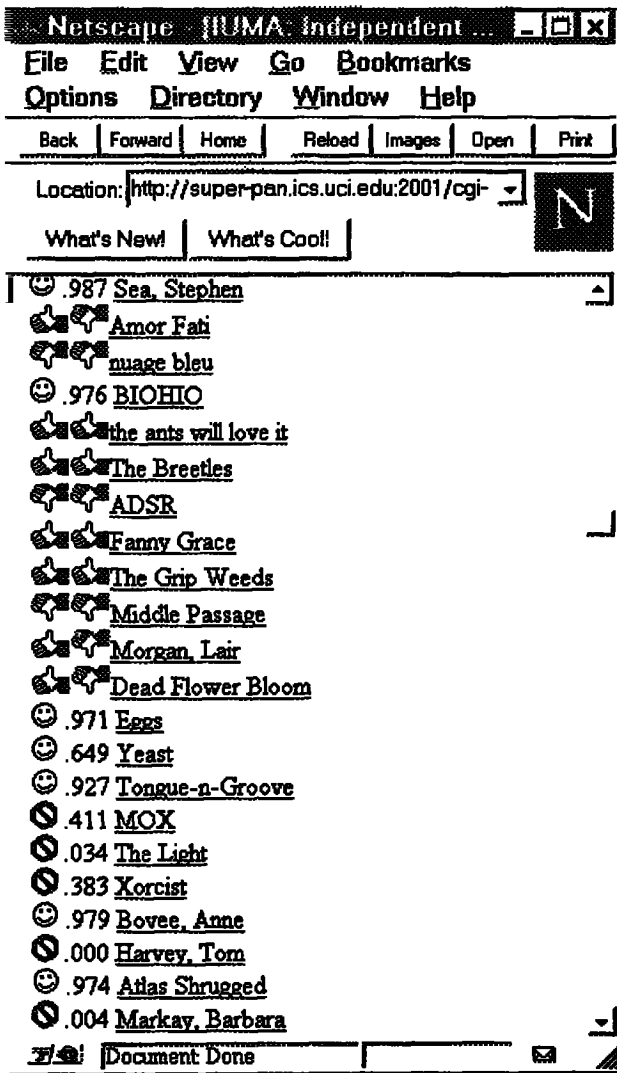 Netscape - [IUMA: Independent ...
File Edit View Go Bookmarks
Options Directory Window Help
Back Forward Home Reload Images Open Print
Location: http://super-pan.ics.uci.edu:2001/cgi-
N
What's New! What's Cool!
.987 Sea, Stephen
Amor Fati
nuage bleu
.976 BIOHIO
the ants will love it
The Breetles
ADSR
Fanny Grace
The Grip Weeds
Middle Passage
Morgan, Lair
Dead Flower Bloom
.971 Eggs
.649 Yeast
.927 Tongue-n-Groove
.411 MOX
.034 The Light
.383 Xorcist
.979 Bovee, Anne
.000 Harvey, Tom
.974 Atlas Shrugged
.004 Markay, Barbara
Document: Done